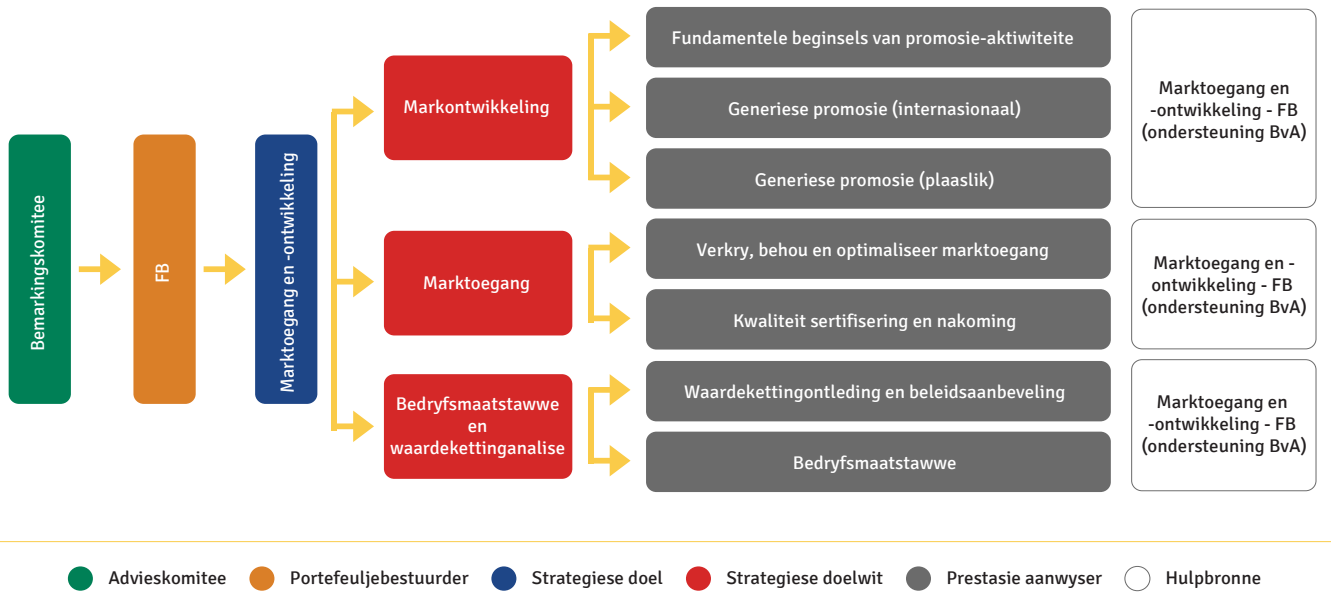 Bemarkingskomitee
FB
Marktoegang en -ontwikkeling
Markontwikkeling
Fundamentele beginsels van promosie-aktiwiteite
Generiese promosie (internasionaal)
Generiese promosie (plaaslik)
Marktoegang en
-ontwikkeling - FB
(ondersteuning BvA)
Marktoegang
Verkry, behou en optimaliseer marktoegang
Kwaliteit sertifisering en nakoming
Marktoegang en -
ontwikkeling - FB
(ondersteuning BvA)
Bedryfsmaatstawwe
en
waardekettinganalise
Waardekettingontleding en beleidsaanbeveling
Bedryfsmaatstawwe
Marktoegang en
-ontwikkeling - FB
(ondersteuning BvA)
Advieskomitee
Portefeuljebestuurder
Strategiese doel
Strategiese doelwit
Prestasie aanwyser
Hulpbronne